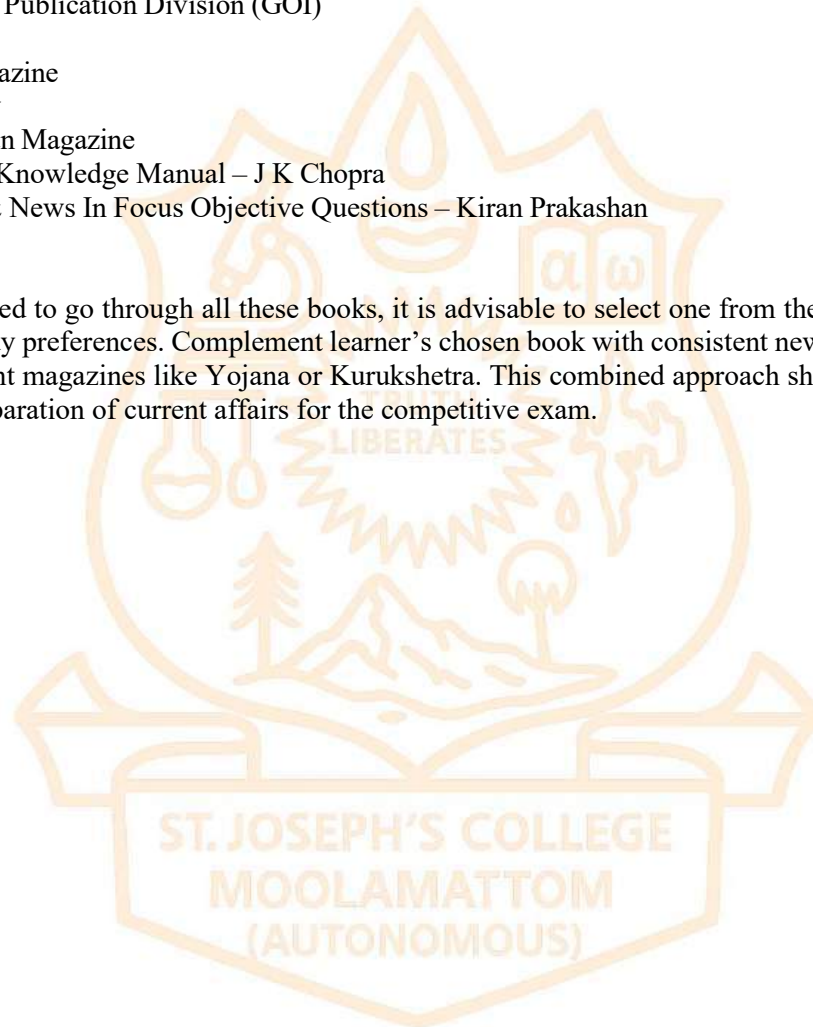 Publication Division (GOI)
azine
n Magazine
Knowledge Manual – J K Chopra
News In Focus Objective Questions – Kiran Prakashan
ed to go through all these books, it is advisable to select one from the
y preferences. Complement learner’s chosen book with consistent new
nt magazines like Yojana or Kurukshetra. This combined approach sh
paration of current affairs for the competitive exam.
α ω
TRUTH
LIBERATES
ST. JOSEPH'S COLLEGE
MOOLAMATTOM
(AUTONOMOUS)